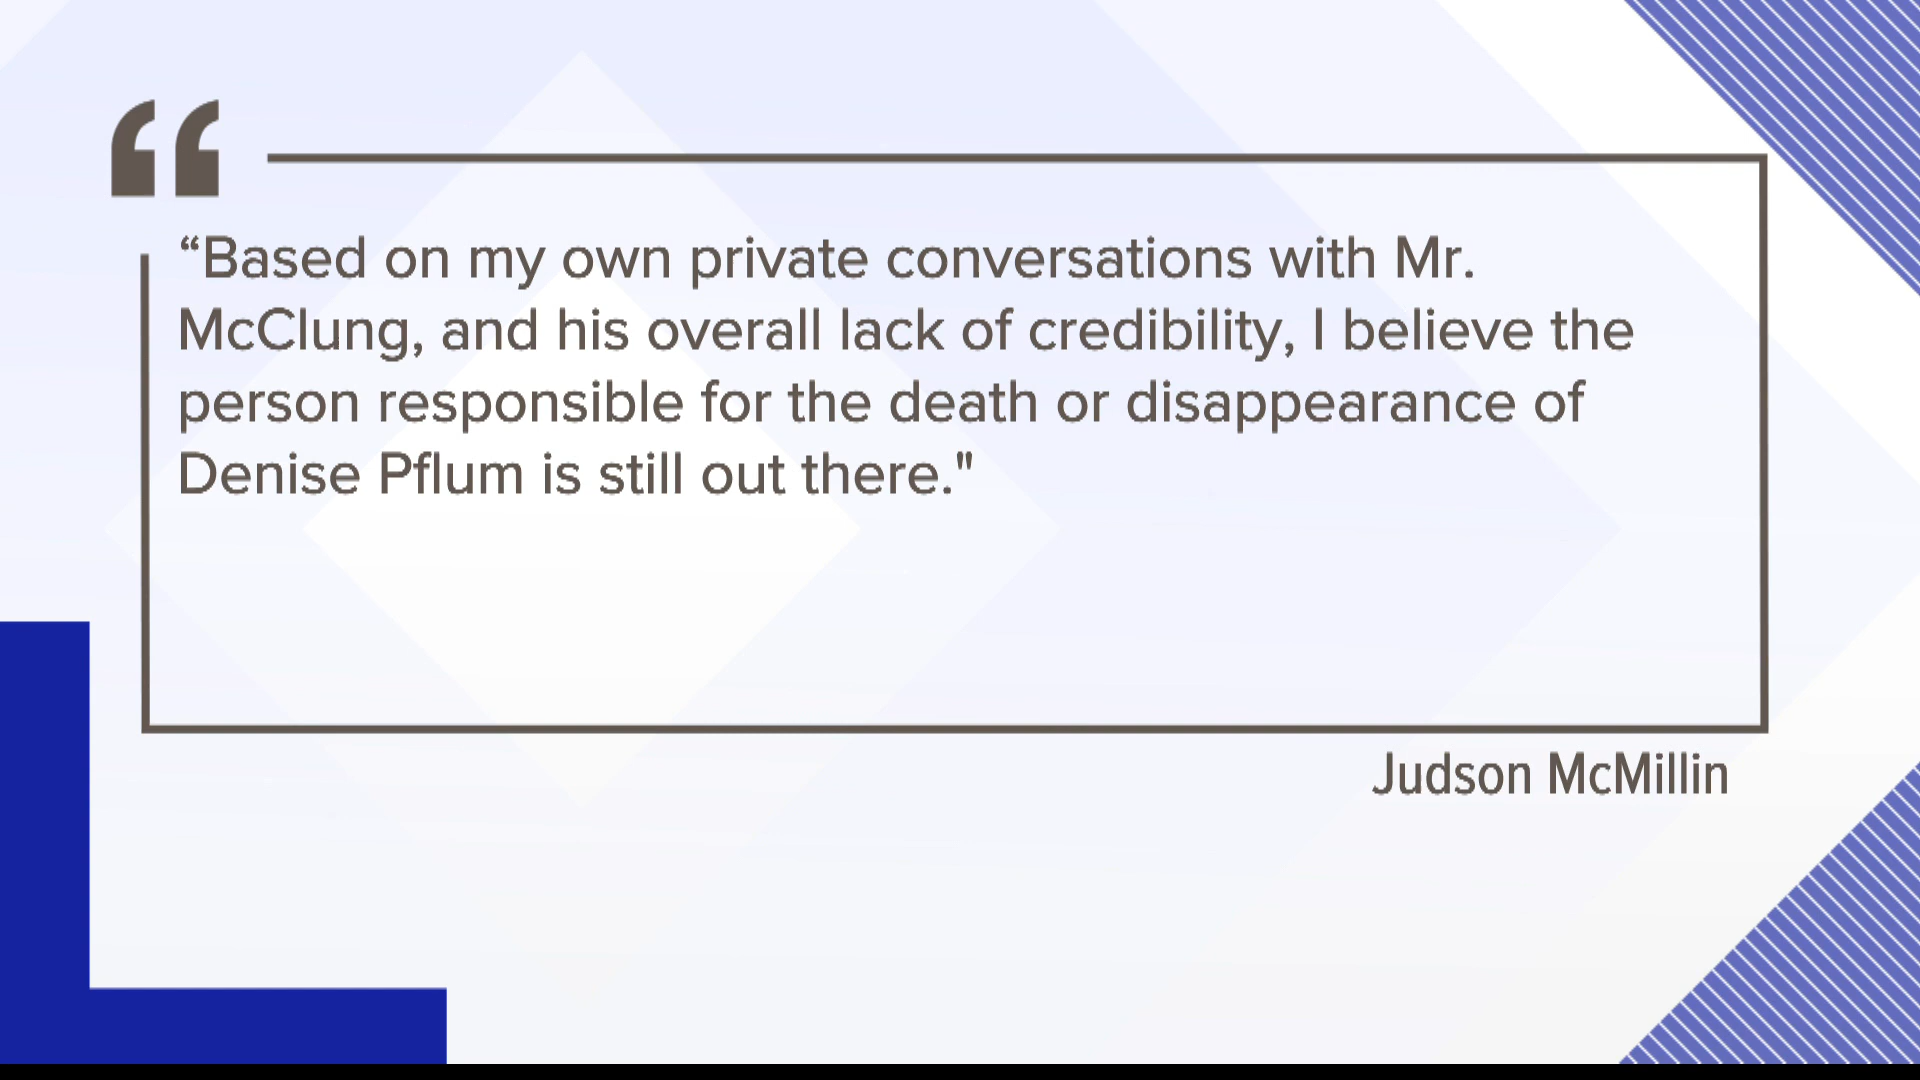 “
“Based on my own private conversations with Mr.
McClung, and his overall lack of credibility, I believe the
person responsible for the death or disappearance of
Denise Pflum is still out there."
Judson McMillin